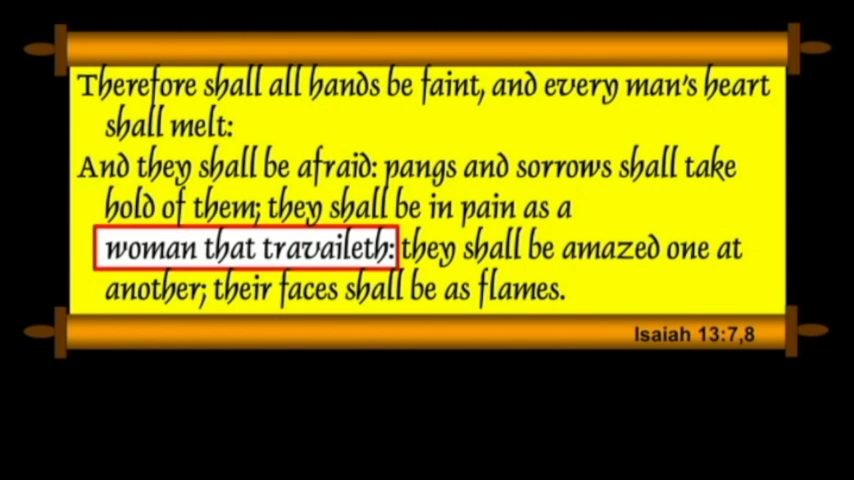 Therefore shall all hands be faint, and every man's heart
shall melt:
And they shall be afraid: pangs and sorrows shall take
hold of them; they shall be in pain as a
woman that travaileth: they shall be amazed one at
another; their faces shall be as flames.
Isaiah 13:7,8